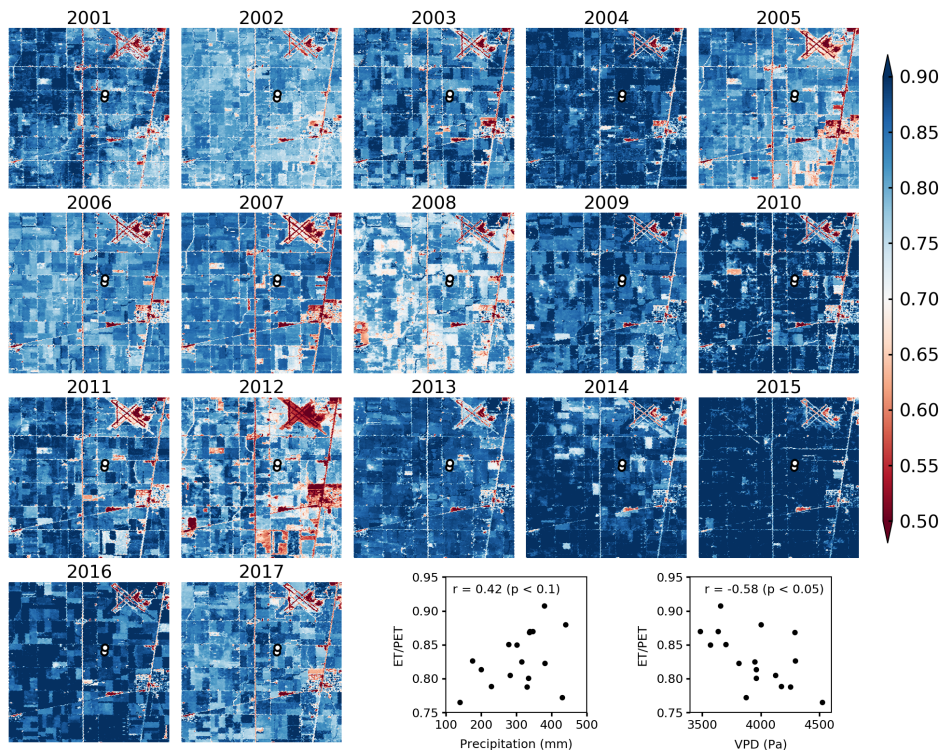 2001 2002 2003 2004 2005
2006 2007 2008 2009 2010
2011 2012 2013 2014 2015
2016 2017
0.90
0.85
0.80
0.75
0.70
0.65
0.60
0.55
0.50
0.95
0.90
0.85
0.80
0.75
ET/PET
r = 0.42 (p < 0.1)
100 200 300 400 500
Precipitation (mm)
0.95
0.90
0.85
0.80
0.75
ET/PET
r = -0.58 (p < 0.05)
3500 4000 4500
VPD (Pa)